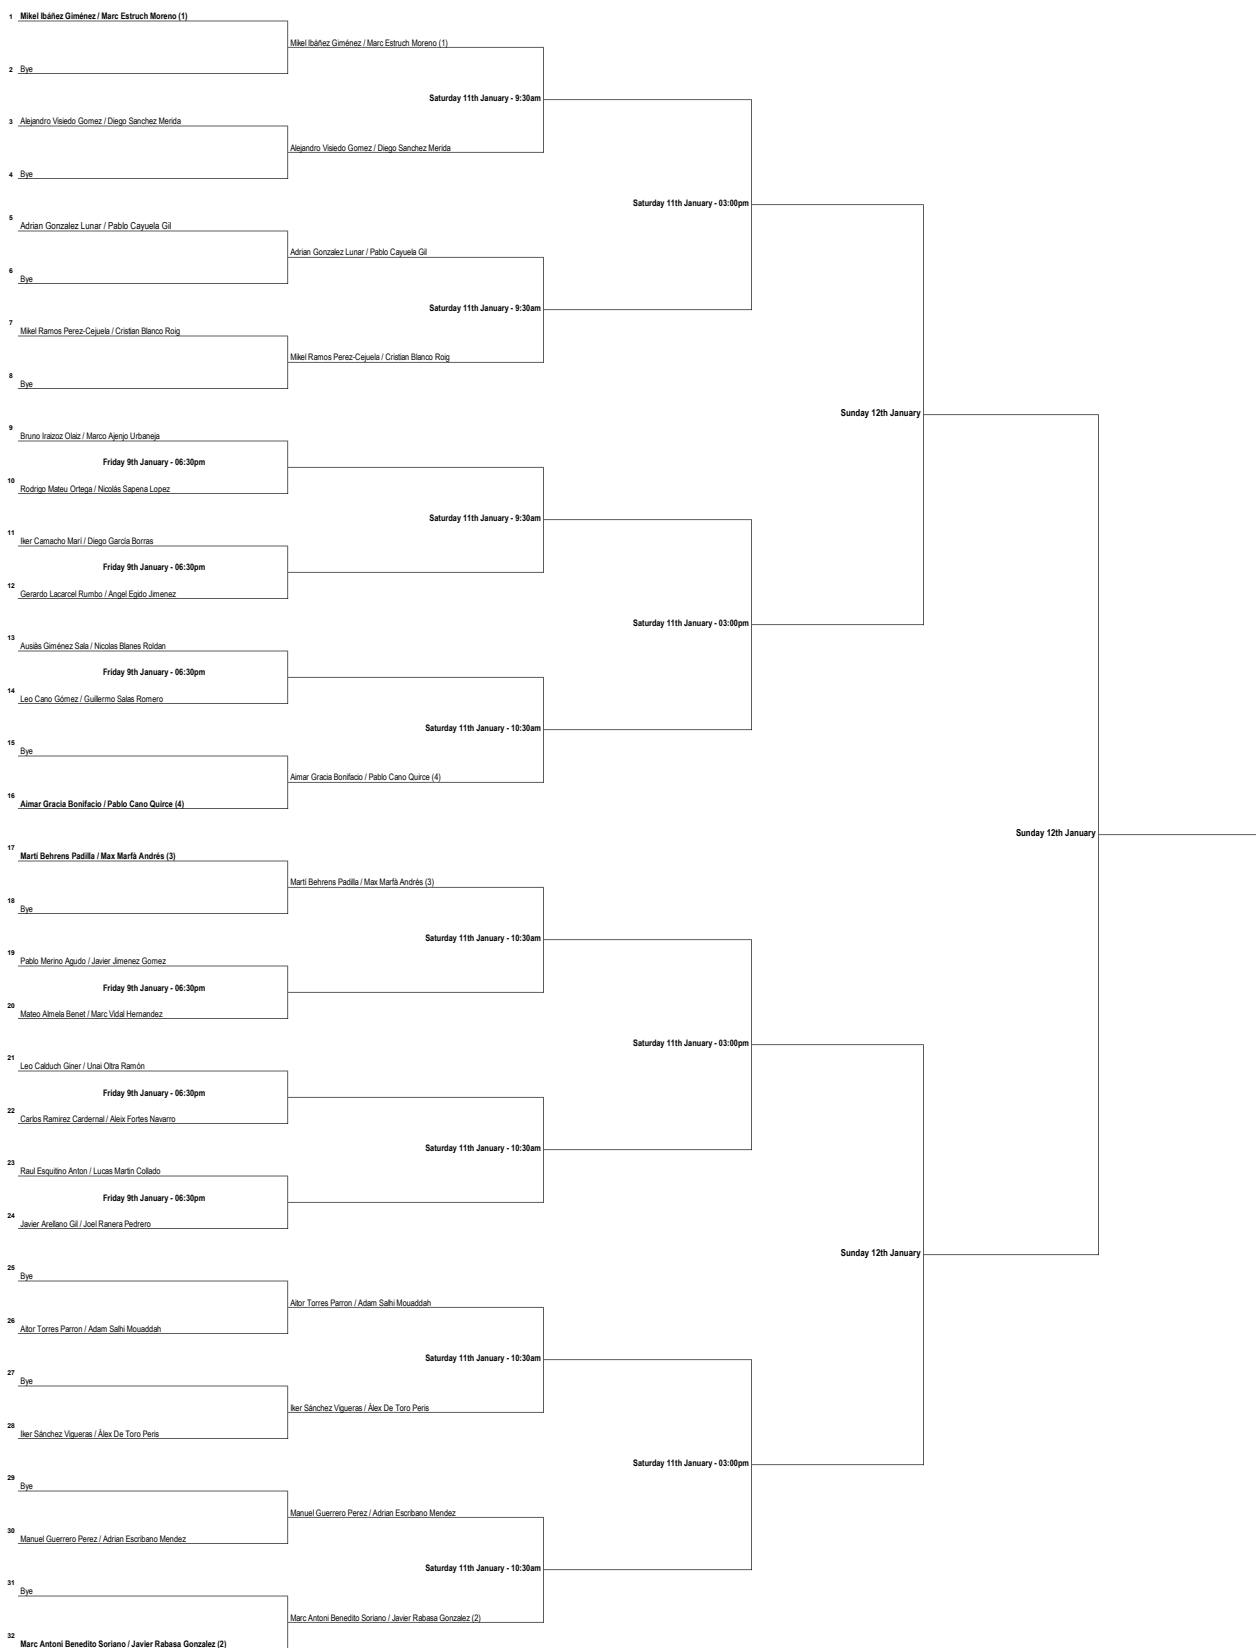 1 Mikel Ibáñez Giménez / Marc Estruch Moreno (1)
Mikel Ibáñez Giménez / Marc Estruch Moreno (1)
2 Bye
Saturday 11th January - 9:30am
3 Alejandro Visiedo Gomez / Diego Sanchez Merida
Alejandro Visiedo Gomez / Diego Sanchez Merida
4 Bye
Saturday 11th January - 03:00pm
5 Adrian Gonzalez Lunar / Pablo Cayuela Gil
Adrian Gonzalez Lunar / Pablo Cayuela Gil
6 Bye
Saturday 11th January - 9:30am
7 Mikel Ramos Perez-Cejuela / Cristian Blanco Roig
Mikel Ramos Perez-Cejuela / Cristian Blanco Roig
8 Bye
Sunday 12th January
9 Bruno Iraizoz Olaiz / Marco Ajenjo Urbaneja
Friday 9th January - 06:30pm
10 Rodrigo Mateu Ortega / Nicolás Sapena Lopez
Saturday 11th January - 9:30am
11 Iker Camacho Marí / Diego García Borras
Friday 9th January - 06:30pm
12 Gerardo Lacarcel Rumbo / Angel Egido Jimenez
Saturday 11th January - 03:00pm
13 Ausiàs Giménez Sala / Nicolas Blanes Roldan
Friday 9th January - 06:30pm
14 Leo Cano Gómez / Guillermo Salas Romero
Saturday 11th January - 10:30am
15 Bye
Aimar Gracia Bonifacio / Pablo Cano Quirce (4)
16 Aimar Gracia Bonifacio / Pablo Cano Quirce (4)
Sunday 12th January
17 Martí Behrens Padilla / Max Marfà Andrés (3)
Martí Behrens Padilla / Max Marfà Andrés (3)
18 Bye
Saturday 11th January - 10:30am
19 Pablo Merino Agudo / Javier Jimenez Gomez
Friday 9th January - 06:30pm
20 Mateo Almela Benet / Marc Vidal Hernandez
Saturday 11th January - 03:00pm
21 Leo Calduch Giner / Unai Oltra Ramón
Friday 9th January - 06:30pm
22 Carlos Ramirez Cardernal / Aleix Fortes Navarro
Saturday 11th January - 10:30am
23 Raul Esquitino Anton / Lucas Martin Collado
Friday 9th January - 06:30pm
24 Javier Arellano Gil / Joel Ranera Pedrero
Sunday 12th January
25 Bye
Aitor Torres Parron / Adam Salhi Mouaddah
26 Aitor Torres Parron / Adam Salhi Mouaddah
Saturday 11th January - 10:30am
27 Bye
Iker Sánchez Vigueras / Álex De Toro Peris
28 Iker Sánchez Vigueras / Álex De Toro Peris
Saturday 11th January - 03:00pm
29 Bye
Manuel Guerrero Perez / Adrian Escribano Mendez
30 Manuel Guerrero Perez / Adrian Escribano Mendez
Saturday 11th January - 10:30am
31 Bye
Marc Antoni Benedito Soriano / Javier Rabasa Gonzalez (2)
32 Marc Antoni Benedito Soriano / Javier Rabasa Gonzalez (2)